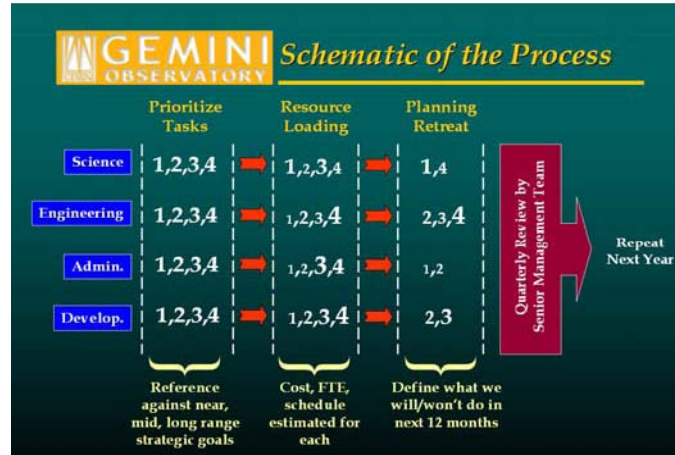 GEMINI
OBSERVATORY
Schematic of the Process
Prioritize
Tasks
Resource
Loading
Planning
Retreat
Science
1,2,3,4
1,2,3,4
1,4
Engineering
1,2,3,4
1,2,3,4
2,3,4
Admin.
1,2,3,4
1,2,3,4
1,2
Develop.
1,2,3,4
1,2,3,4
2,3
Quarterly Review by
Senior Management Team
Repeat
Next Year
Reference
against near,
mid, long range
strategic goals
Cost, FTE,
schedule
estimated for
each
Define what we
will/won't do in
next 12 months